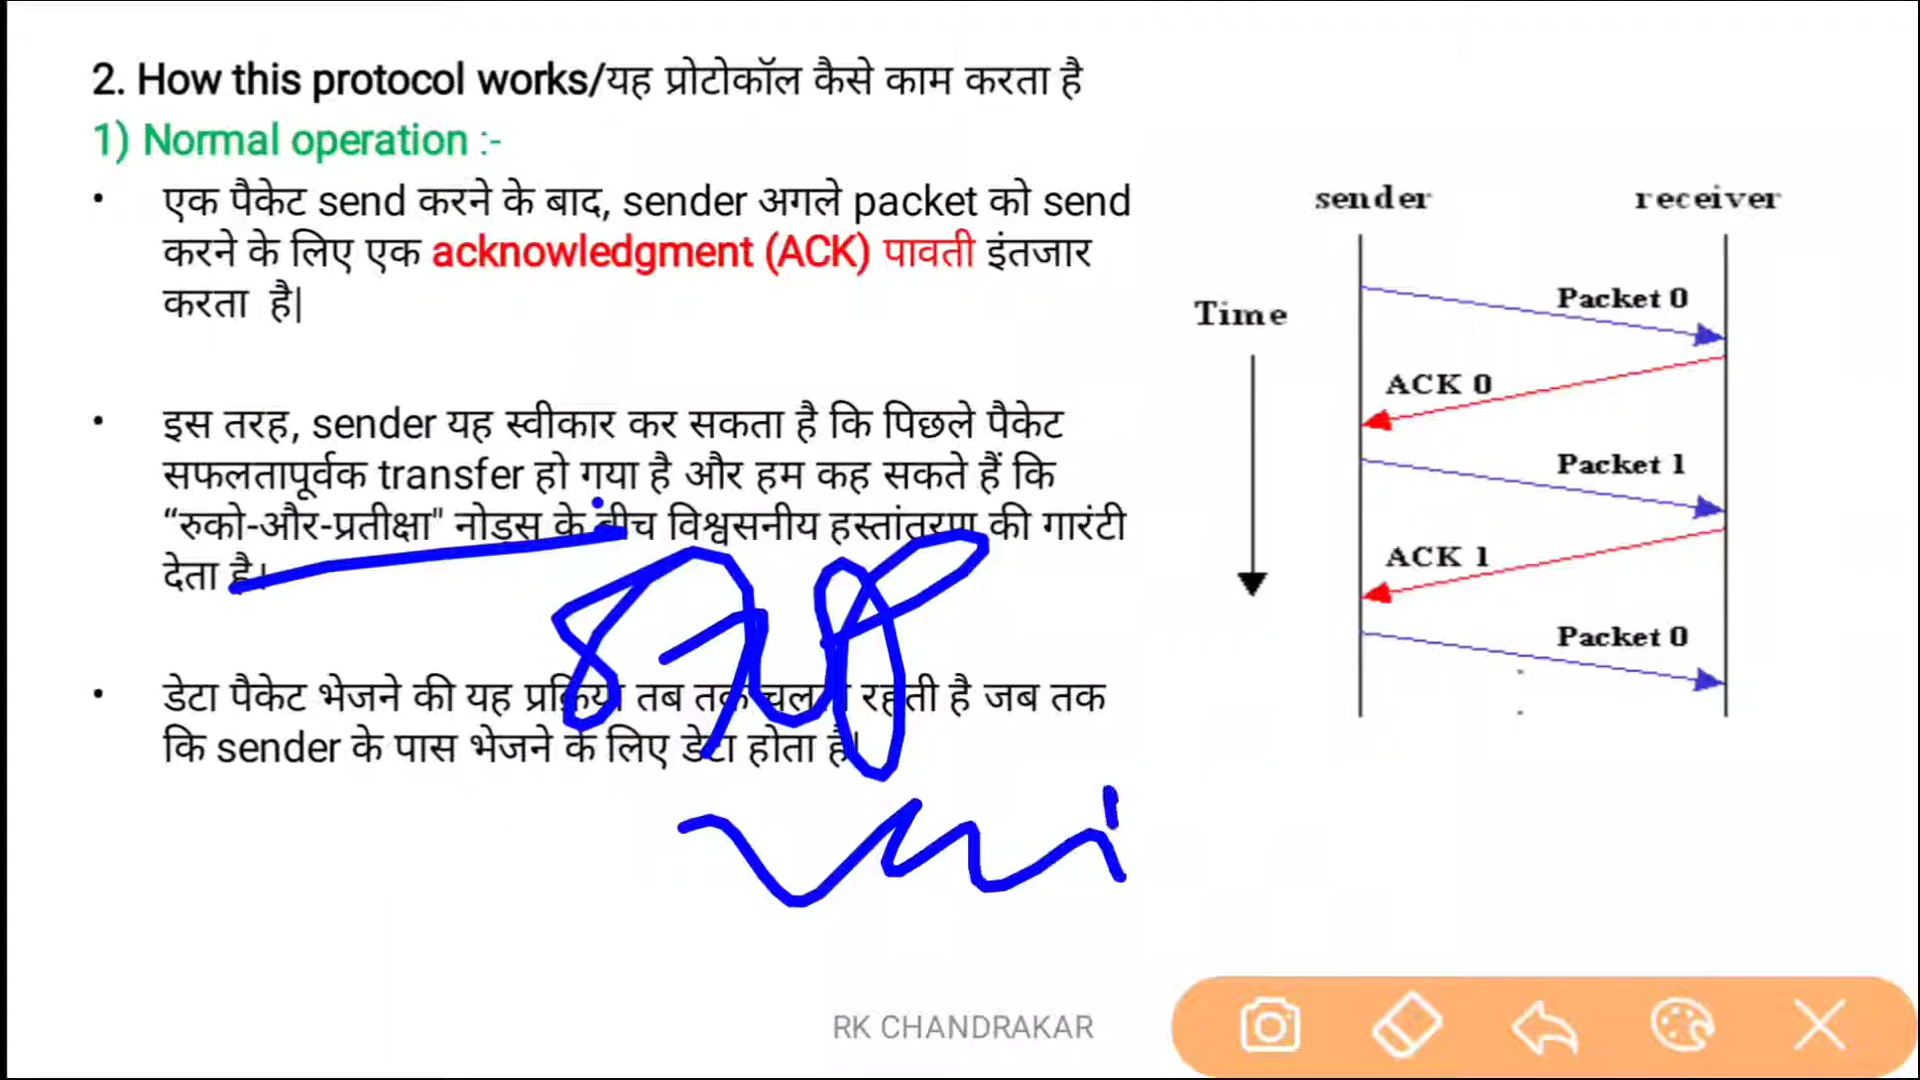 2. How this protocol works/यह प्रोटोकॉल कैसे काम करता है
1) Normal operation :-
• एक पैकेट send करने के बाद, sender अगले packet को send
करने के लिए एक acknowledgment (ACK) पावती इंतजार
करता है|
• इस तरह, sender यह स्वीकार कर सकता है कि पिछले पैकेट
सफलतापूर्वक transfer हो गया है और हम कह सकते हैं कि
“रुको-और-प्रतीक्षा" नोड्स के बीच विश्वसनीय हस्तांतरण की गारंटी
देता है।
• डेटा पैकेट भेजने की यह प्रक्रिया तब तक चलती रहती है जब तक
कि sender के पास भेजने के लिए डेटा होता है|
sender receiver
Time
Packet 0
ACK 0
Packet 1
ACK 1
Packet 0
RK CHANDRAKAR